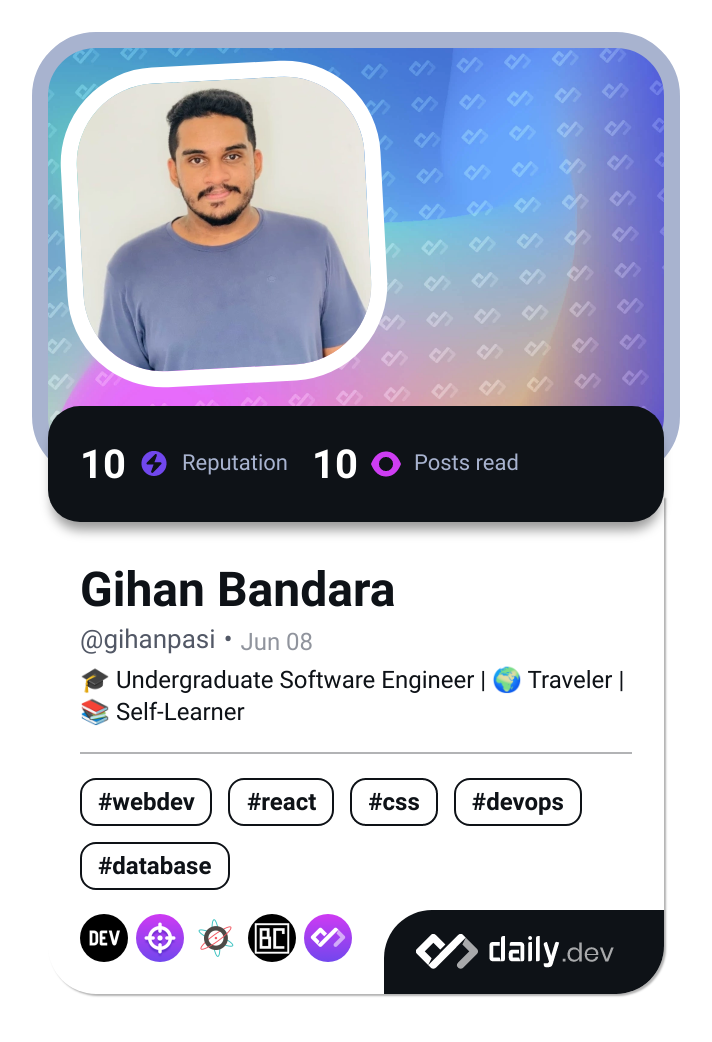 10 Reputation 10 Posts read
Gihan Bandara
@gihanpasi • Jun 08
🎓 Undergraduate Software Engineer | 🌍 Traveler |
📚 Self-Learner
#webdev #react #css #devops
#database
DEV BC daily.dev